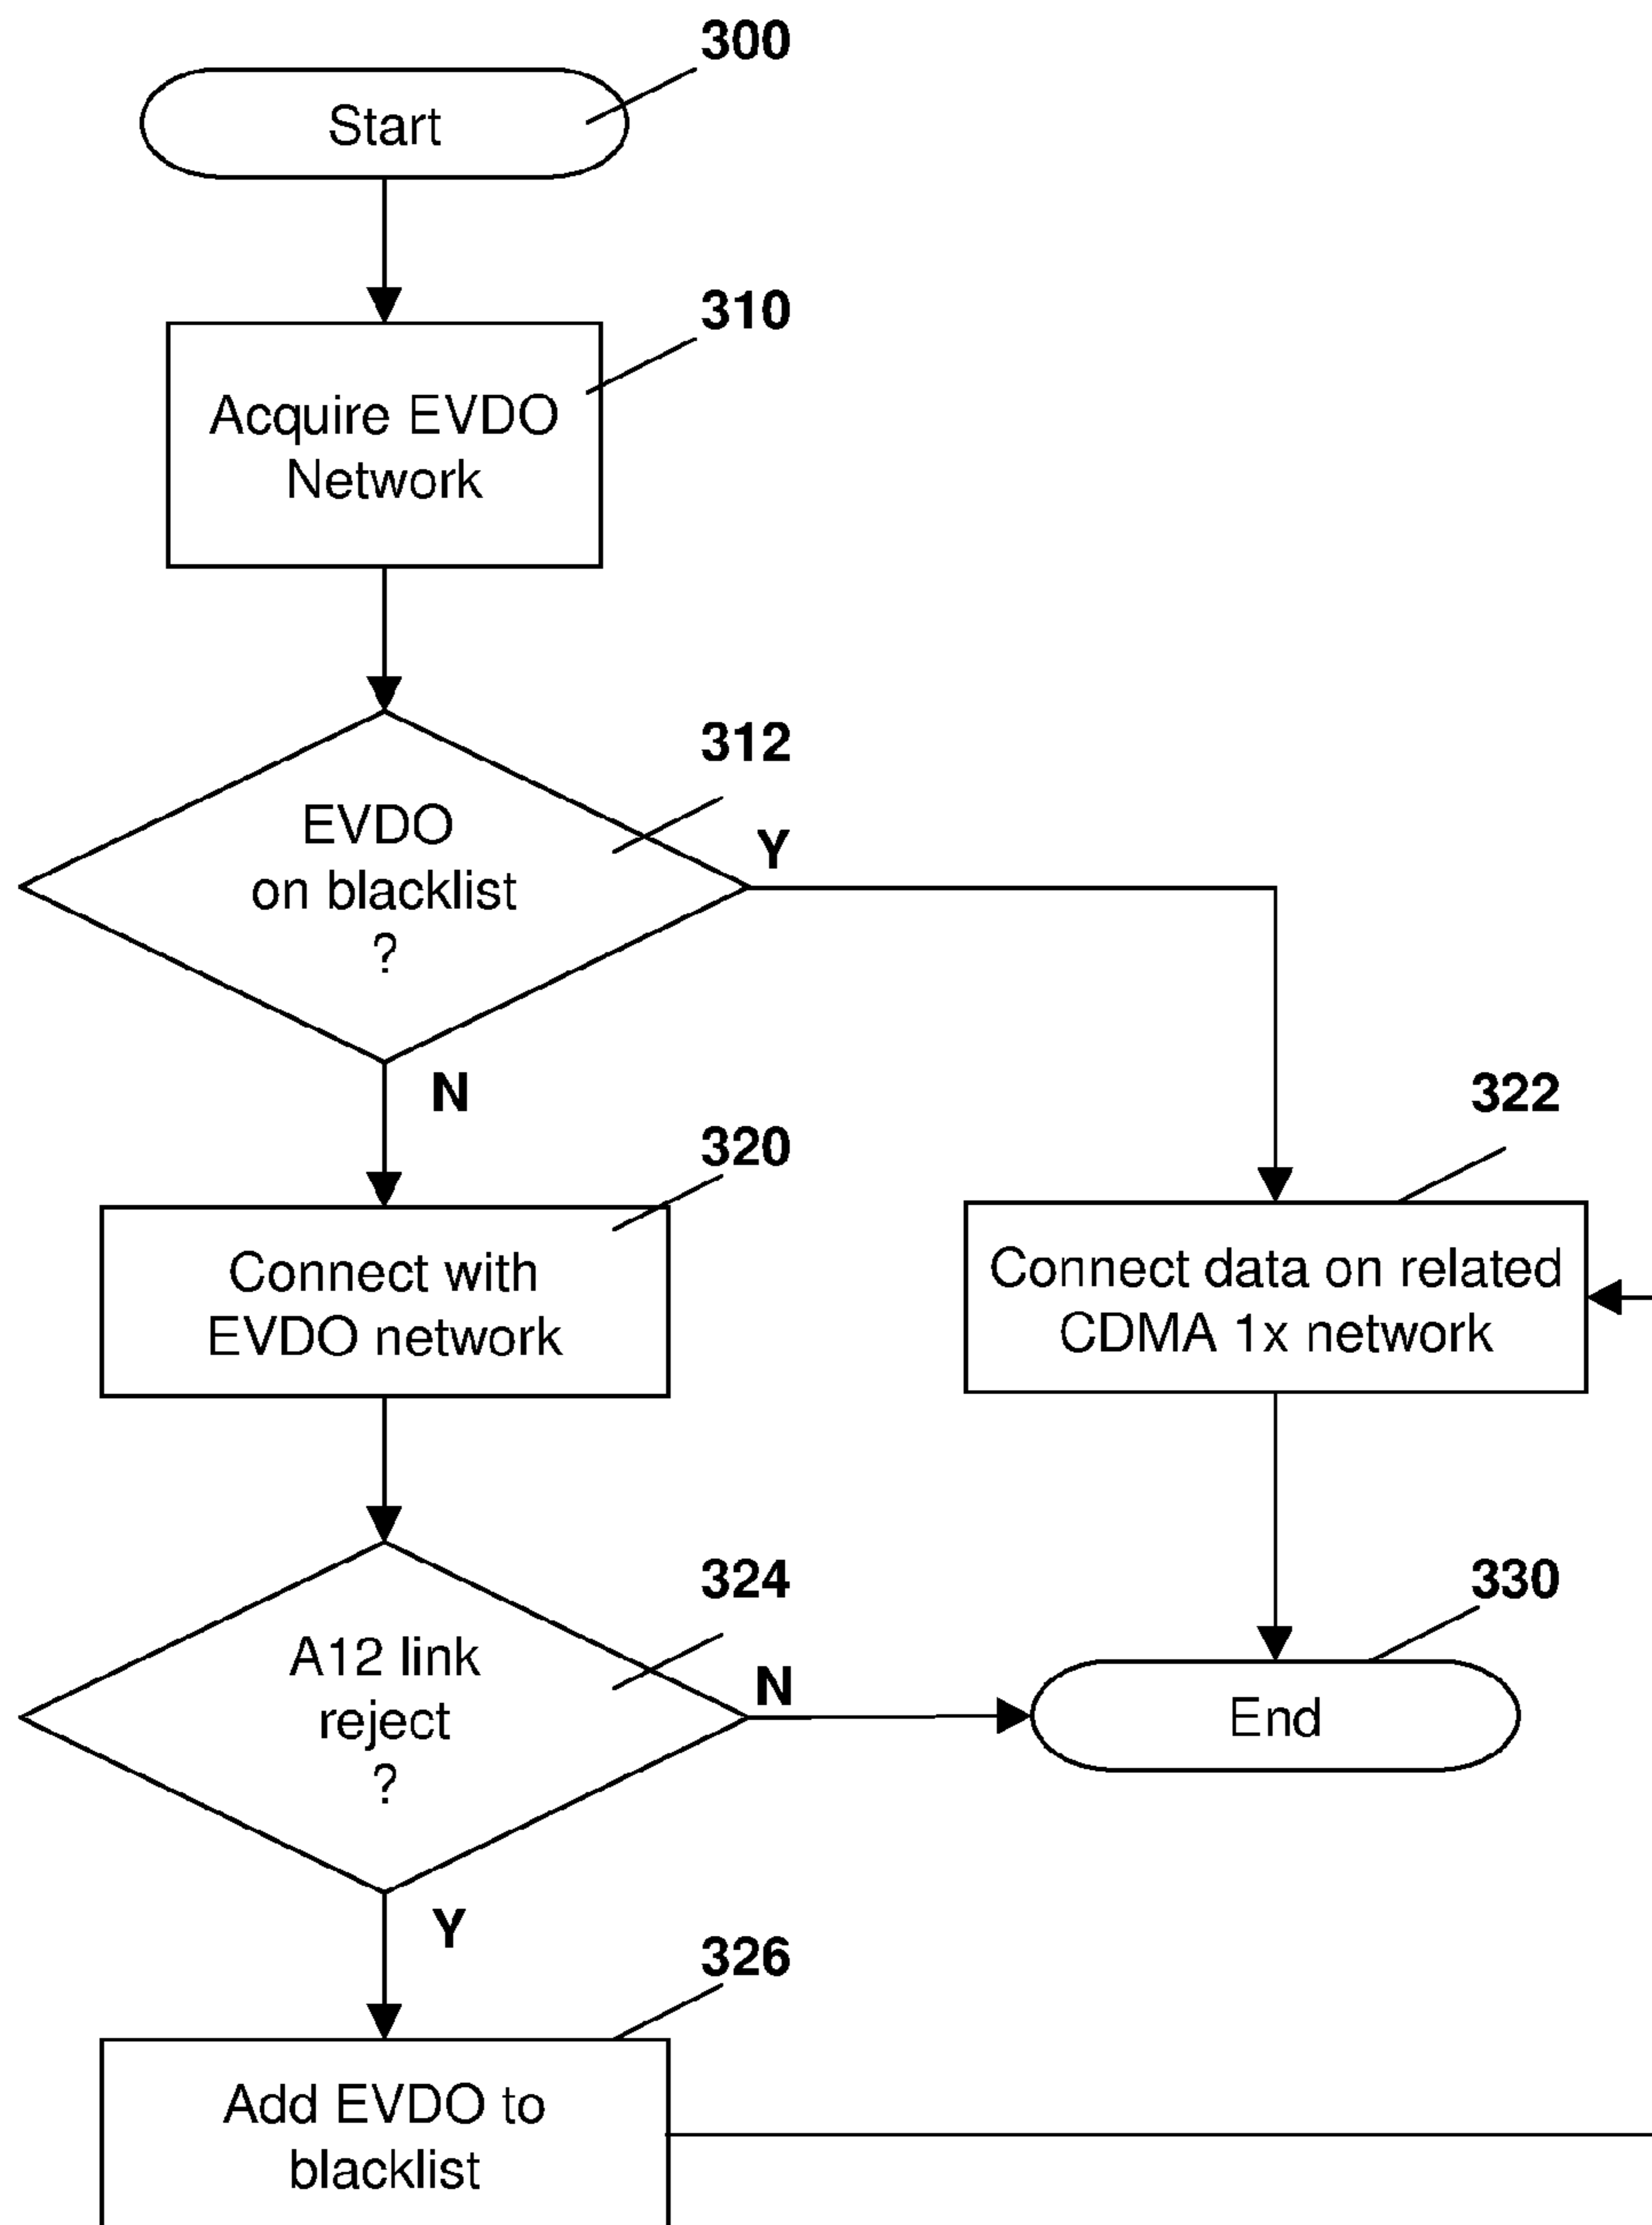 300
Start
310
Acquire EVDO
Network
312
EVDO
on blacklist
?
Y
N
320
Connect with
EVDO network
322
Connect data on related
CDMA 1x network
324
A12 link
reject
?
N
Y
330
End
326
Add EVDO to
blacklist